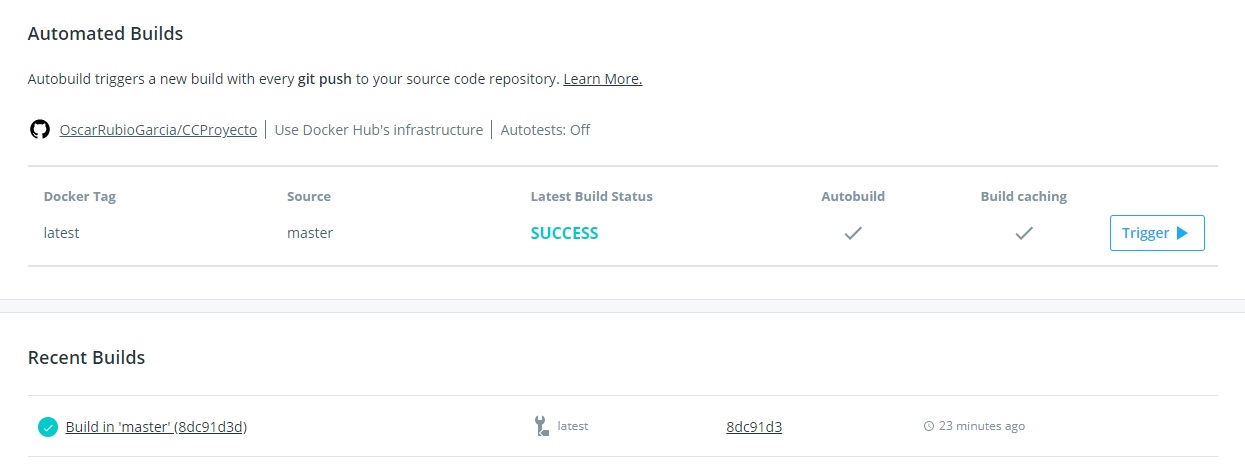 Automated Builds
Autobuild triggers a new build with every git push to your source code repository. Learn More.
OscarRubioGarcia/CCProyecto Use Docker Hub's infrastructure Autotests: Off
Docker Tag Source Latest Build Status Autobuild Build caching
latest master SUCCESS Trigger
Recent Builds
Build in 'master' (8dc91d3d) latest 8dc91d3 23 minutes ago